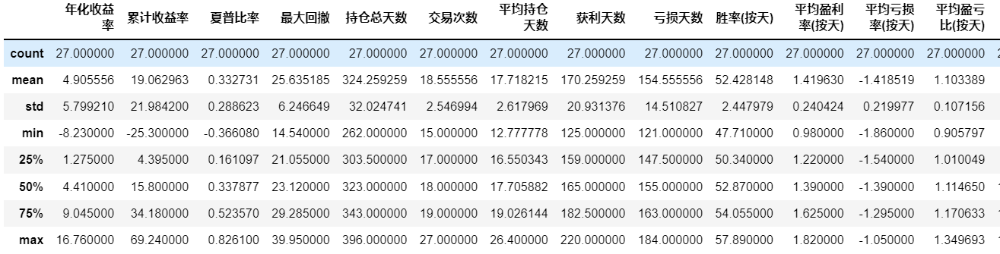 年化收益率 累计收益率 夏普比率 最大回撤 持仓总天数 交易次数 平均持仓天数 获利天数 亏损天数 胜率(按天) 平均盈利率(按天) 平均亏损率(按天) 平均盈亏比(按天)
count 27.000000 27.000000 27.000000 27.000000 27.000000 27.000000 27.000000 27.000000 27.000000 27.000000 27.000000 27.000000 27.000000
mean 4.905556 19.062963 0.332731 25.635185 324.259259 18.555556 17.718215 170.259259 154.555556 52.428148 1.419630 -1.418519 1.103389
std 5.799210 21.984200 0.288623 6.246649 32.024741 2.546994 2.617969 20.931376 14.510827 2.447979 0.240424 0.219977 0.107156
min -8.230000 -25.300000 -0.366080 14.540000 262.000000 15.000000 12.777778 125.000000 121.000000 47.710000 0.980000 -1.860000 0.905797
25% 1.275000 4.395000 0.161097 21.055000 303.500000 17.000000 16.550343 159.000000 147.500000 50.340000 1.220000 -1.540000 1.010049
50% 4.410000 15.800000 0.337877 23.120000 323.000000 18.000000 17.705882 165.000000 155.000000 52.870000 1.390000 -1.390000 1.114650
75% 9.045000 34.180000 0.523570 29.285000 343.000000 19.000000 19.026144 182.500000 163.000000 54.055000 1.625000 -1.295000 1.170633
max 16.760000 69.240000 0.826100 39.950000 396.000000 27.000000 26.400000 220.000000 184.000000 57.890000 1.820000 -1.050000 1.349693